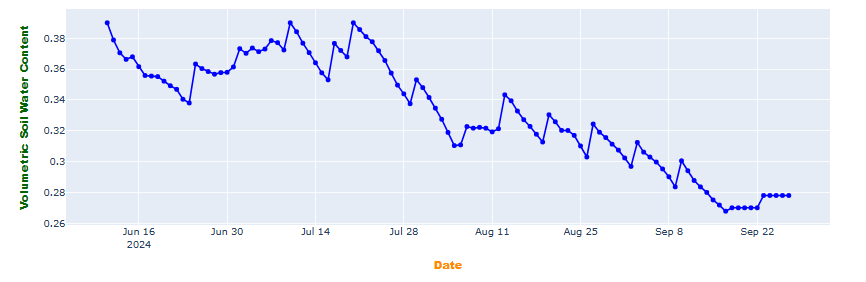 Volumetric Soil Water Content
0.38
0.36
0.34
0.32
0.3
0.28
0.26
Jun 16
2024
Jun 30
Jul 14
Jul 28
Aug 11
Aug 25
Sep 8
Sep 22
Date